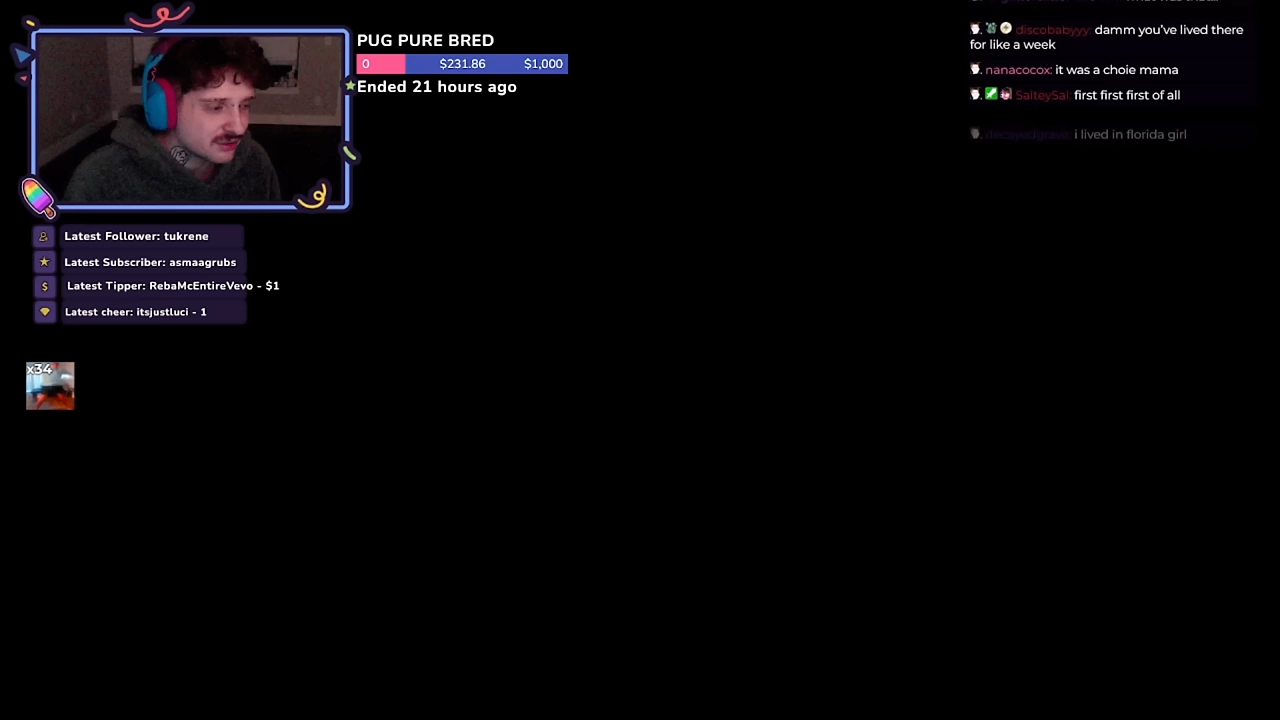 PUG PURE BRED
0 $231.86 $1,000
Ended 21 hours ago
Latest Follower: tukrene
Latest Subscriber: asmaagrubs
Latest Tipper: RebaMcEntireVevo - $1
Latest cheer: itsjustluci - 1
x34
discobabyyy: damm you've lived there
for like a week
nanacocox: it was a choie mama
SalteySal: first first first of all
i lived in florida girl